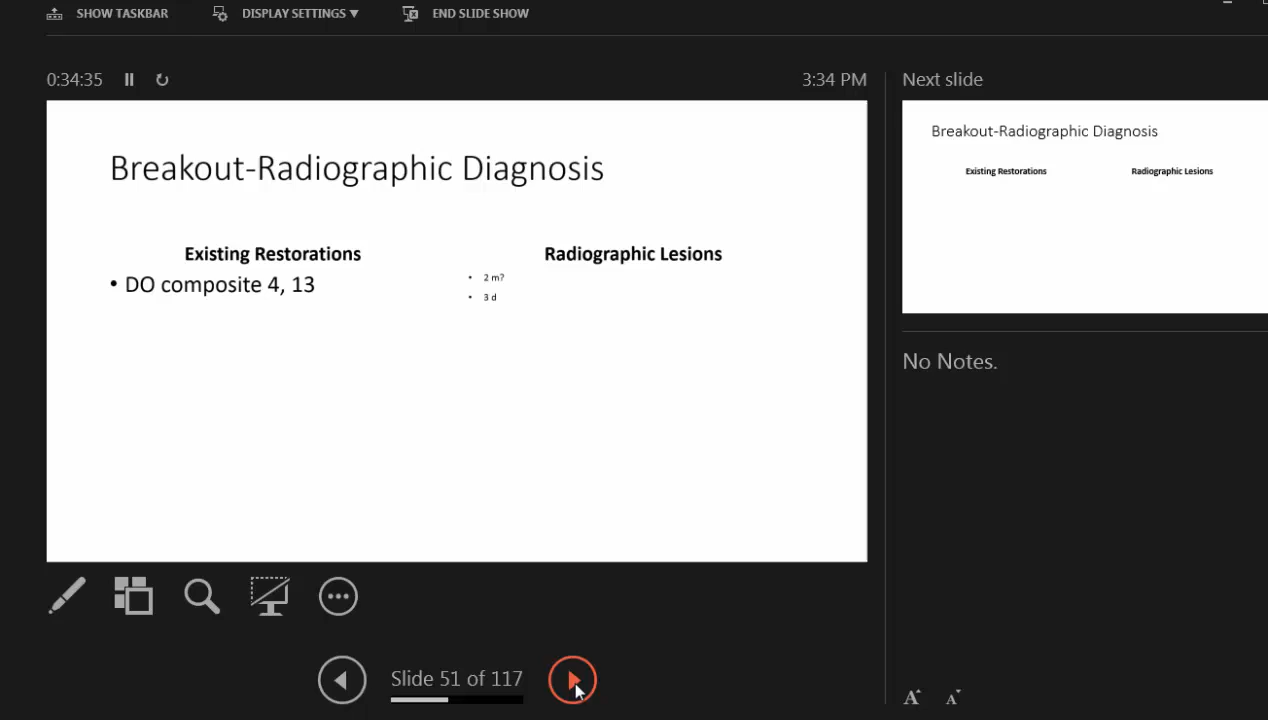 SHOW TASKBAR DISPLAY SETTINGS ▼ END SLIDE SHOW
0:34:35 3:34 PM
Breakout-Radiographic Diagnosis
Existing Restorations Radiographic Lesions
• DO composite 4, 13
• 2 m?
• 3 d
Slide 51 of 117
Next slide
Breakout-Radiographic Diagnosis
Existing Restorations Radiographic Lesions
No Notes.
A A